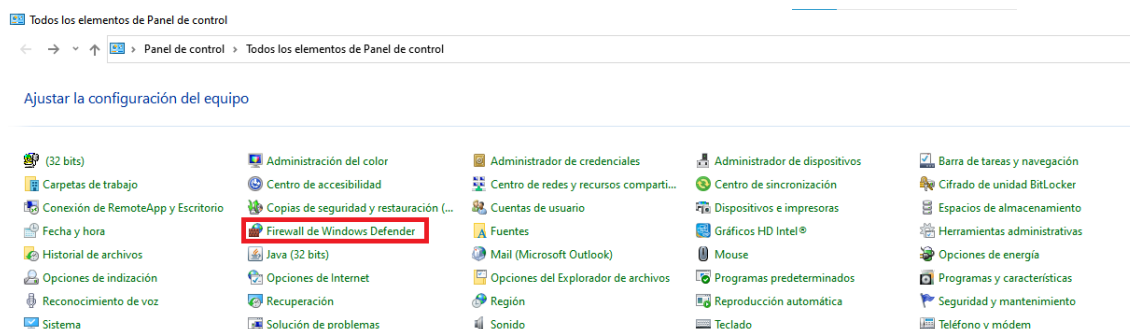 Todos los elementos de Panel de control
Panel de control > Todos los elementos de Panel de control
Ajustar la configuración del equipo
(32 bits) Administración del color Administrador de credenciales Administrador de dispositivos Barra de tareas y navegación
Carpetas de trabajo Centro de accesibilidad Centro de redes y recursos comparti... Centro de sincronización Cifrado de unidad BitLocker
Conexión de RemoteApp y Escritorio Copias de seguridad y restauración (... Cuentas de usuario Dispositivos e impresoras Espacios de almacenamiento
Fecha y hora Firewall de Windows Defender Fuentes Gráficos HD Intel® Herramientas administrativas
Historial de archivos Java (32 bits) Mail (Microsoft Outlook) Mouse Opciones de energía
Opciones de indización Opciones de Internet Opciones del Explorador de archivos Programas predeterminados Programas y características
Reconocimiento de voz Recuperación Región Reproducción automática Seguridad y mantenimiento
Sistema Solución de problemas Sonido Teclado Teléfono y módem